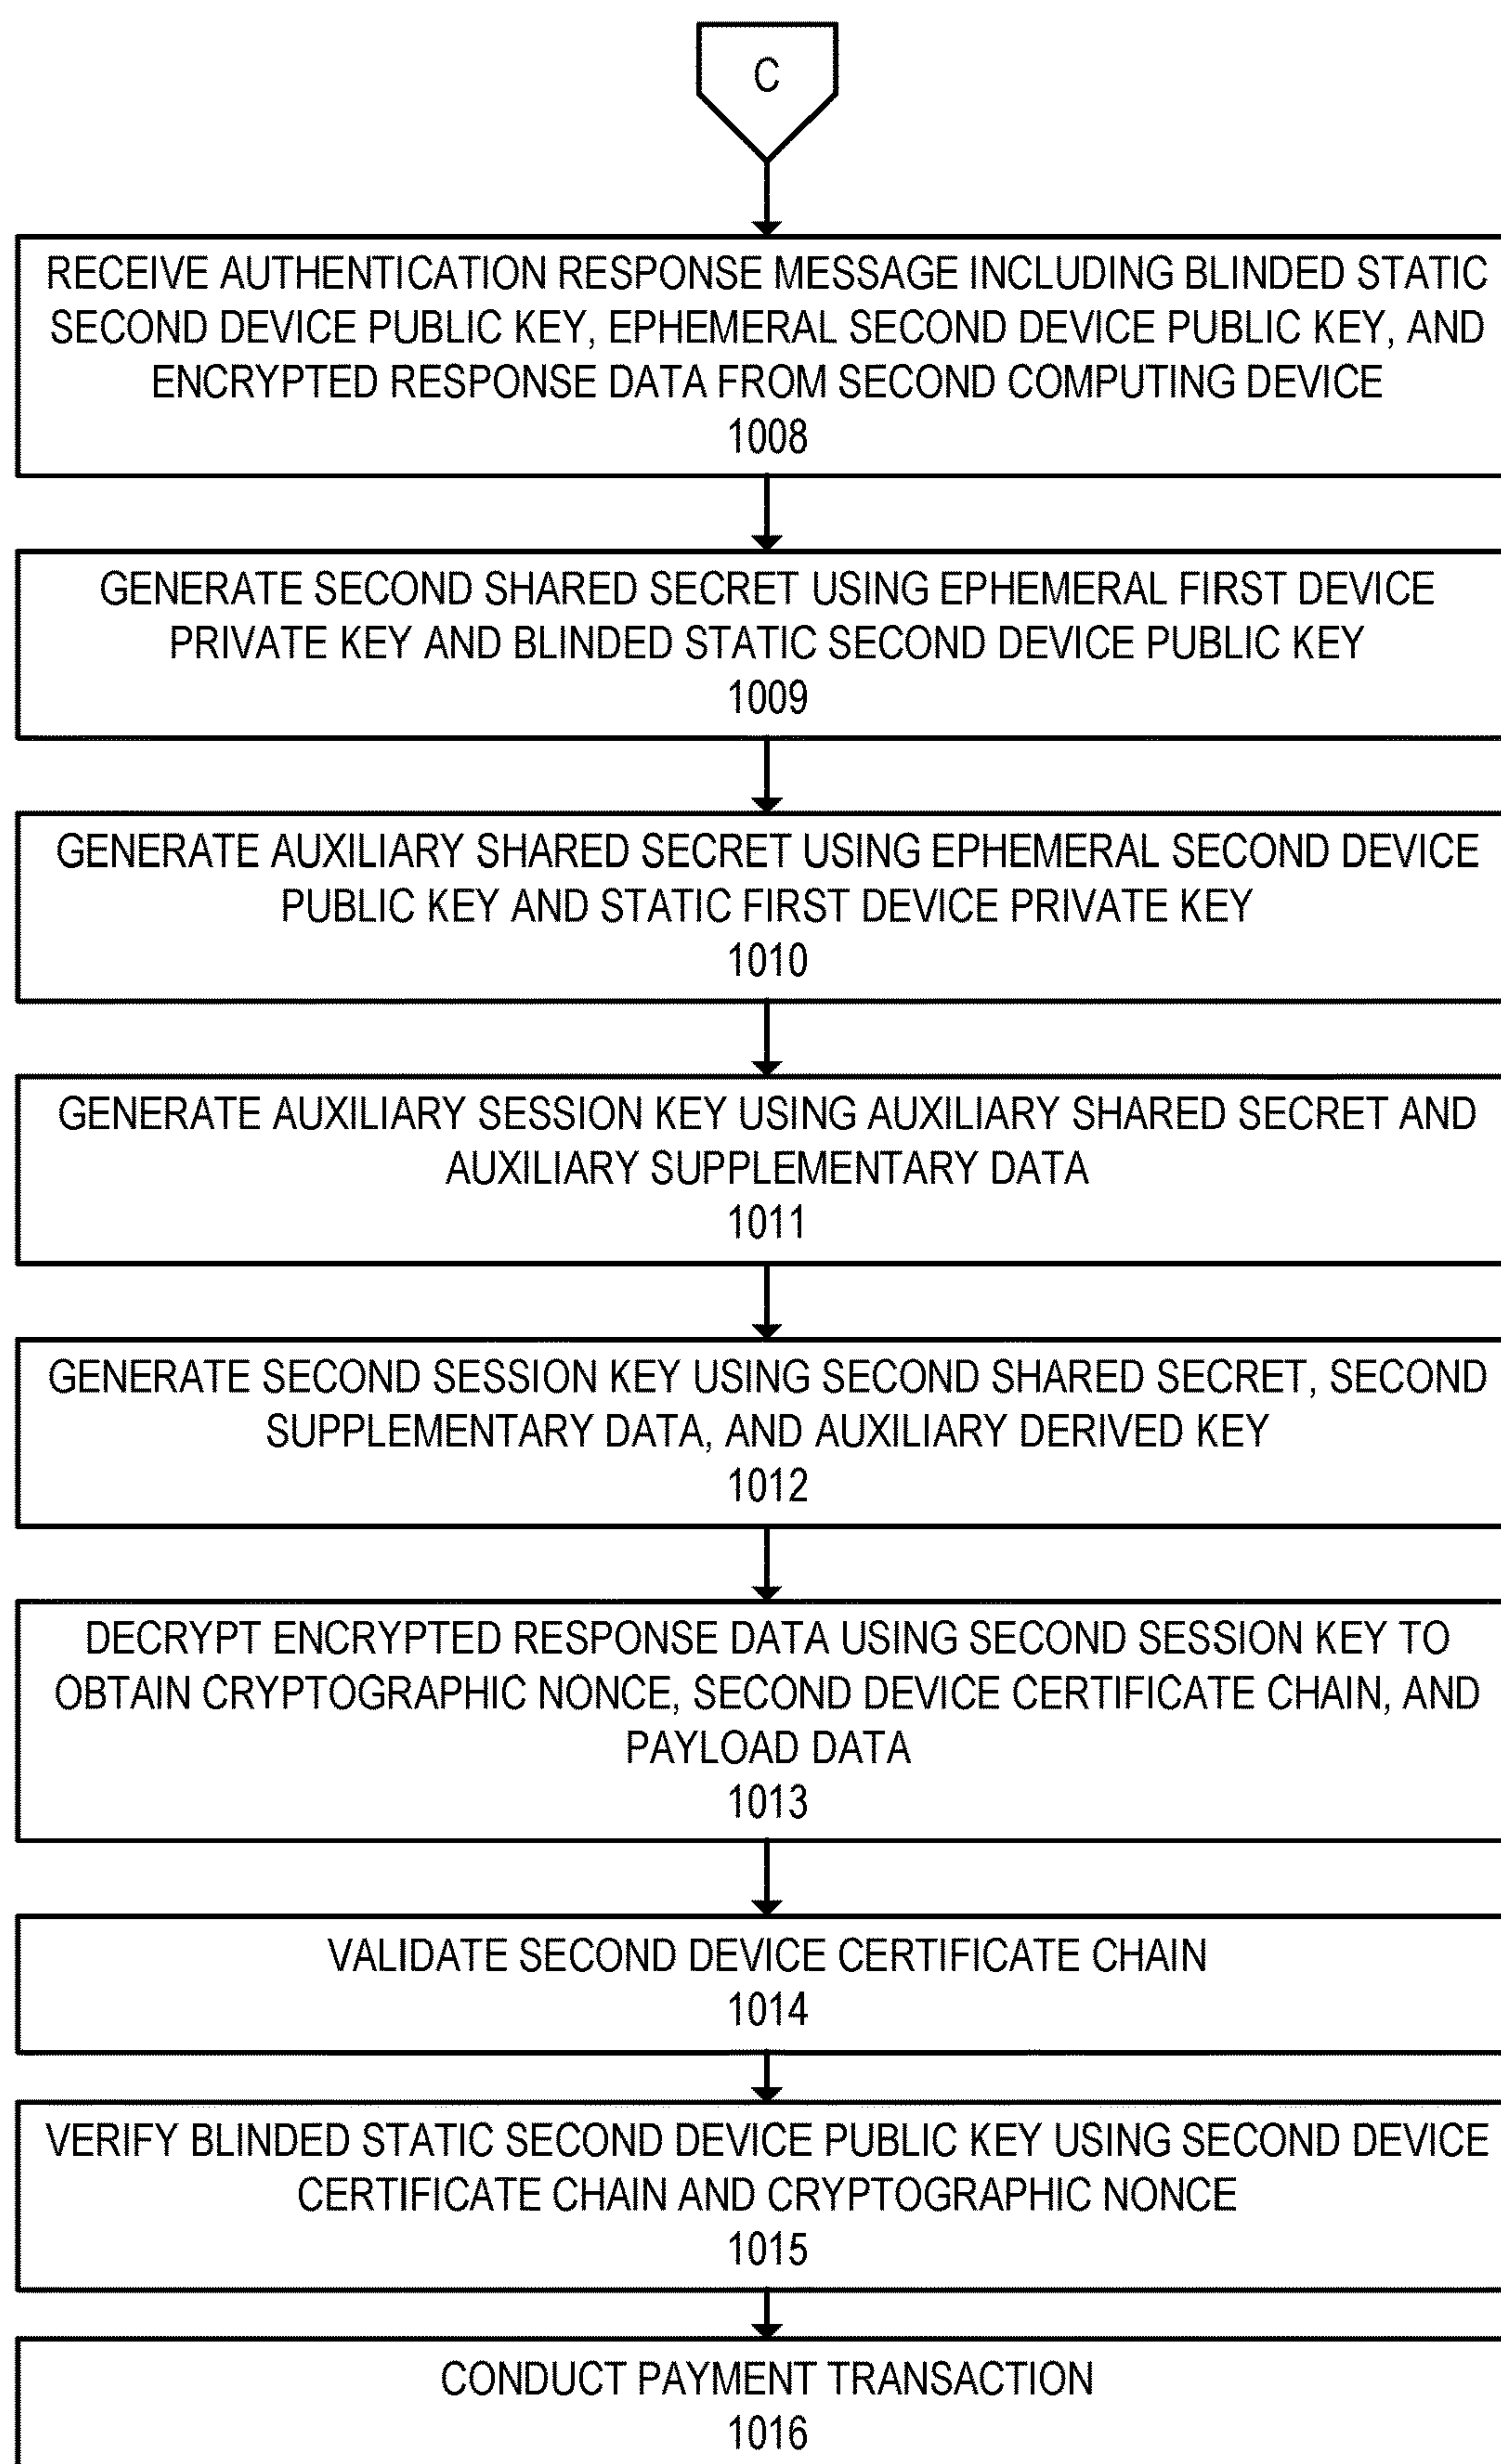 C
RECEIVE AUTHENTICATION RESPONSE MESSAGE INCLUDING BLINDED STATIC
SECOND DEVICE PUBLIC KEY, EPHEMERAL SECOND DEVICE PUBLIC KEY, AND
ENCRYPTED RESPONSE DATA FROM SECOND COMPUTING DEVICE
1008
GENERATE SECOND SHARED SECRET USING EPHEMERAL FIRST DEVICE
PRIVATE KEY AND BLINDED STATIC SECOND DEVICE PUBLIC KEY
1009
GENERATE AUXILIARY SHARED SECRET USING EPHEMERAL SECOND DEVICE
PUBLIC KEY AND STATIC FIRST DEVICE PRIVATE KEY
1010
GENERATE AUXILIARY SESSION KEY USING AUXILIARY SHARED SECRET AND
AUXILIARY SUPPLEMENTARY DATA
1011
GENERATE SECOND SESSION KEY USING SECOND SHARED SECRET, SECOND
SUPPLEMENTARY DATA, AND AUXILIARY DERIVED KEY
1012
DECRYPT ENCRYPTED RESPONSE DATA USING SECOND SESSION KEY TO
OBTAIN CRYPTOGRAPHIC NONCE, SECOND DEVICE CERTIFICATE CHAIN, AND
PAYLOAD DATA
1013
VALIDATE SECOND DEVICE CERTIFICATE CHAIN
1014
VERIFY BLINDED STATIC SECOND DEVICE PUBLIC KEY USING SECOND DEVICE
CERTIFICATE CHAIN AND CRYPTOGRAPHIC NONCE
1015
CONDUCT PAYMENT TRANSACTION
1016